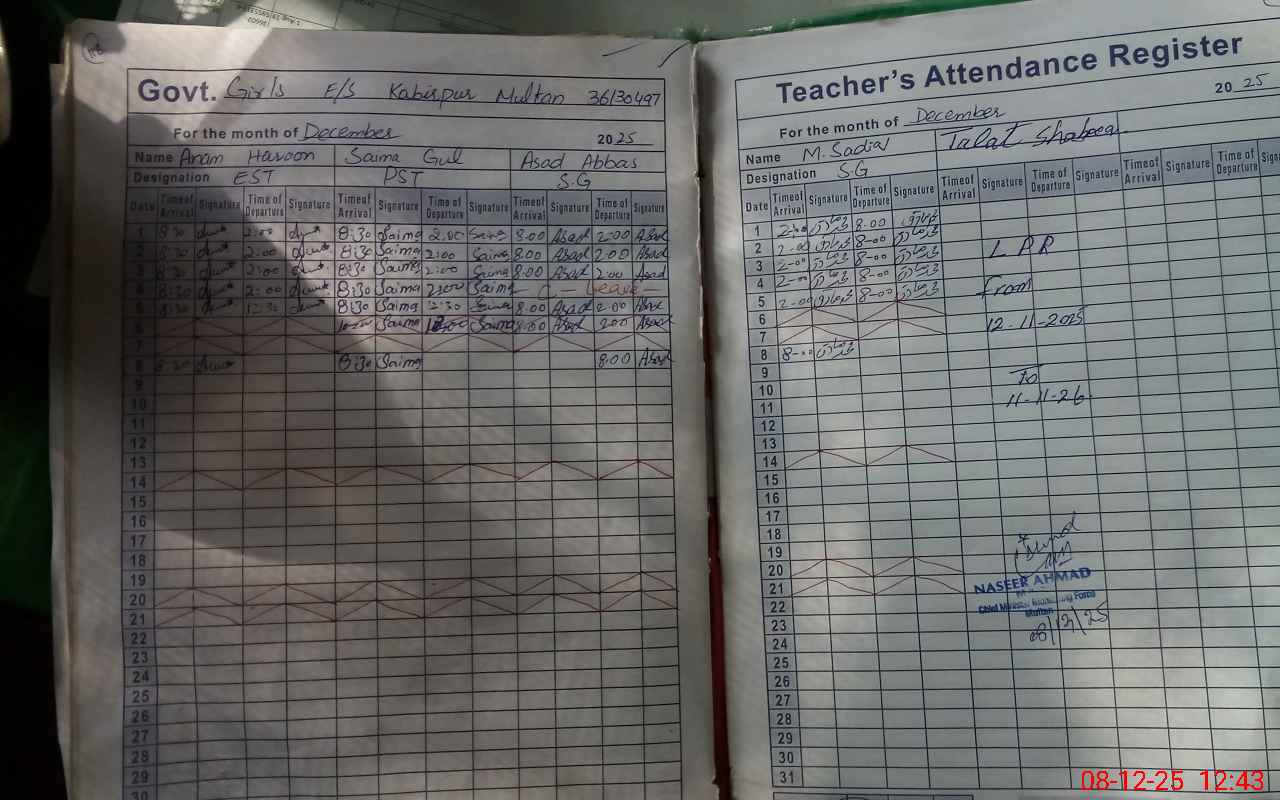 Govt. Girls E/S Kabirpur Multan 36130497
For the month of December 2025
Name Anam Haroon Saima Gul Asad Abbas
Designation EST PST S.G
Date Time of Arrival Signature Time of Departure Signature Time of Arrival Signature Time of Departure Signature Time of Arrival Signature Time of Departure Signature
1 8:30 2:00 8:30 Saima 2:00 Saima 8:00 Asad 2:00 Asad
2 8:30 2:00 8:30 Saima 2:00 Saima 8:00 Asad 2:00 Asad
3 8:30 2:00 8:30 Saima 2:00 Saima 8:00 Asad 2:00 Asad
4 8:30 2:00 8:30 Saima 2:00 Saima C. Leave
5 8:30 12:30 8:30 Saima 2:30 Saima 8:00 Asad 2:00 Asad
6 Saima Saima 8:00 Asad 2:00 Asad
7
8 8:30 8:30 Saima 8:00 Asad
9
10
11
12
13
14
15
16
17
18
19
20
21
22
23
24
25
26
27
28
29
30
Teacher's Attendance Register
2025
For the month of December
Name M. Sadia Talat Shaheen
Designation S.G
Date Time of Arrival Signature Time of Departure Signature Time of Arrival Signature Time of Departure Signature Time of Arrival Signature Time of Departure
1 2-00 8-00
2 2-00 8-00
3 2-00 8-00
4 2-00 8-00
5 2-00 8-00
6
7
8 8-00
9
10
11
12
13
14
15
16
17
18
19
20
21
22
23
24
25
26
27
28
29
30
31
L P R
from
12-11-2025
To
11-11-26
NASEER AHMAD
Chief Minister Monitoring Force
Multan
08/12/25
08-12-25 12:43